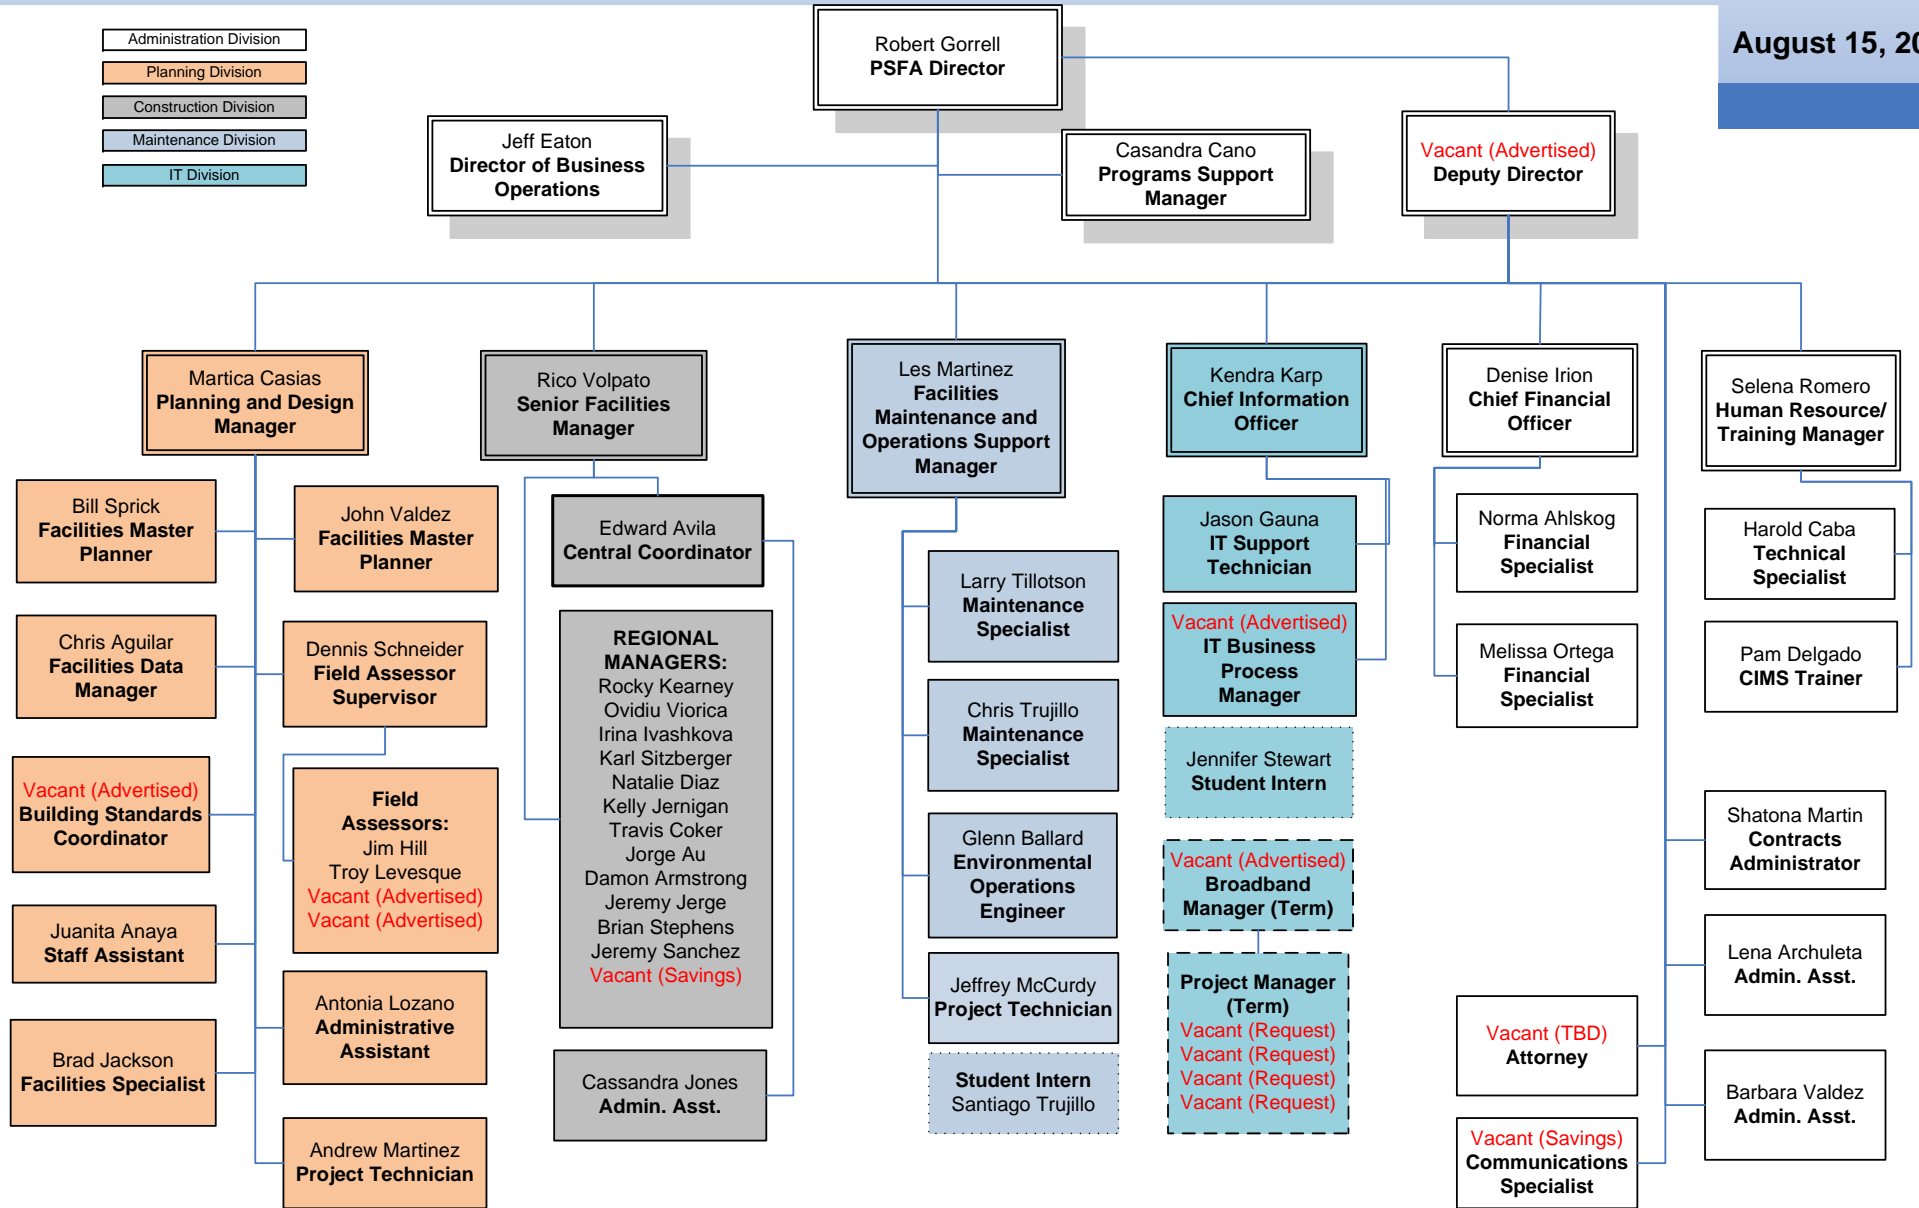 Administration Division
Planning Division
Construction Division
Maintenance Division
IT Division
August 15, 20
Robert Gorrell
PSFA Director
Jeff Eaton
Director of Business
Operations
Casandra Cano
Programs Support
Manager
Vacant (Advertised)
Deputy Director
Martica Casias
Planning and Design
Manager
Rico Volpato
Senior Facilities
Manager
Les Martinez
Facilities
Maintenance and
Operations Support
Manager
Kendra Karp
Chief Information
Officer
Denise Irion
Chief Financial
Officer
Selena Romero
Human Resource/
Training Manager
Bill Sprick
Facilities Master
Planner
John Valdez
Facilities Master
Planner
Chris Aguilar
Facilities Data
Manager
Dennis Schneider
Field Assessor
Supervisor
Vacant (Advertised)
Building Standards
Coordinator
Field
Assessors:
Jim Hill
Troy Levesque
Vacant (Advertised)
Vacant (Advertised)
Juanita Anaya
Staff Assistant
Antonia Lozano
Administrative
Assistant
Brad Jackson
Facilities Specialist
Andrew Martinez
Project Technician
Edward Avila
Central Coordinator
REGIONAL
MANAGERS:
Rocky Kearney
Ovidiu Viorica
Irina Ivashkova
Karl Sitzberger
Natalie Diaz
Kelly Jernigan
Travis Coker
Jorge Au
Damon Armstrong
Jeremy Jerge
Brian Stephens
Jeremy Sanchez
Vacant (Savings)
Cassandra Jones
Admin. Asst.
Larry Tillotson
Maintenance
Specialist
Chris Trujillo
Maintenance
Specialist
Glenn Ballard
Environmental
Operations
Engineer
Jeffrey McCurdy
Project Technician
Student Intern
Santiago Trujillo
Jason Gauna
IT Support
Technician
Vacant (Advertised)
IT Business
Process
Manager
Jennifer Stewart
Student Intern
Vacant (Advertised)
Broadband
Manager (Term)
Project Manager
(Term)
Vacant (Request)
Vacant (Request)
Vacant (Request)
Vacant (Request)
Norma Ahlskog
Financial
Specialist
Melissa Ortega
Financial
Specialist
Harold Caba
Technical
Specialist
Pam Delgado
CIMS Trainer
Shatona Martin
Contracts
Administrator
Lena Archuleta
Admin. Asst.
Vacant (TBD)
Attorney
Barbara Valdez
Admin. Asst.
Vacant (Savings)
Communications
Specialist